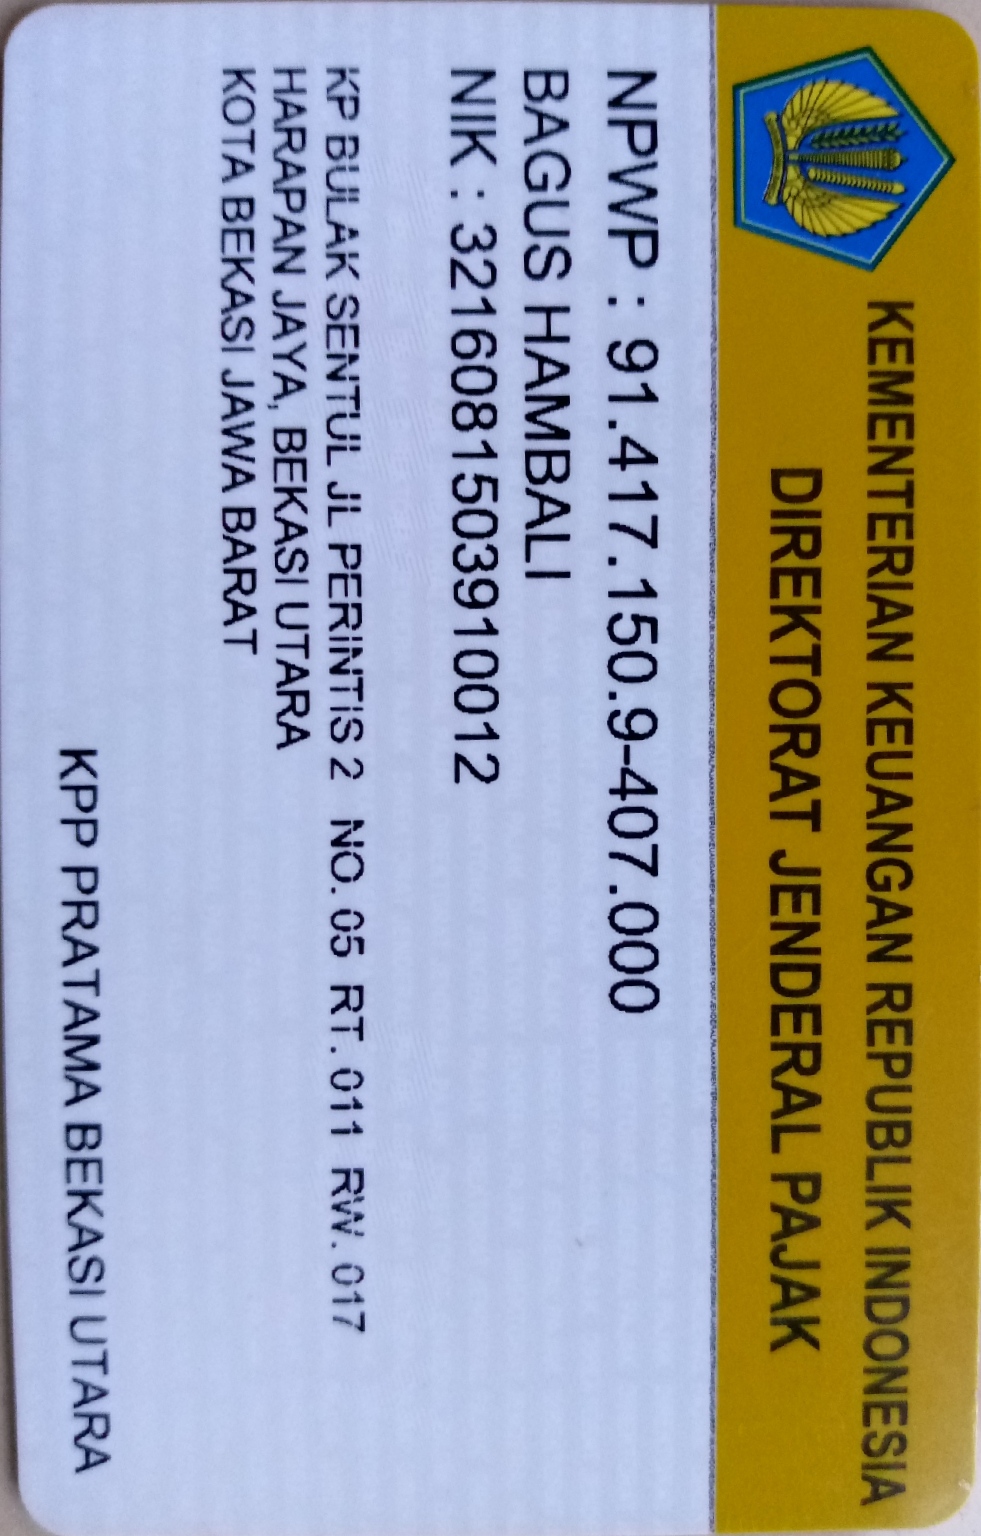 KEMENTERIAN KEUANGAN REPUBLIK INDONESIA
DIREKTORAT JENDERAL PAJAK
NPWP : 91.417.150.9-407.000
BAGUS HAMBALI
NIK : 3216081503910012
KP BULAK SENTUL JL PERINTIS 2 NO. 05 RT. 011 RW. 017
HARAPAN JAYA, BEKASI UTARA
KOTA BEKASI JAWA BARAT
KPP PRATAMA BEKASI UTARA